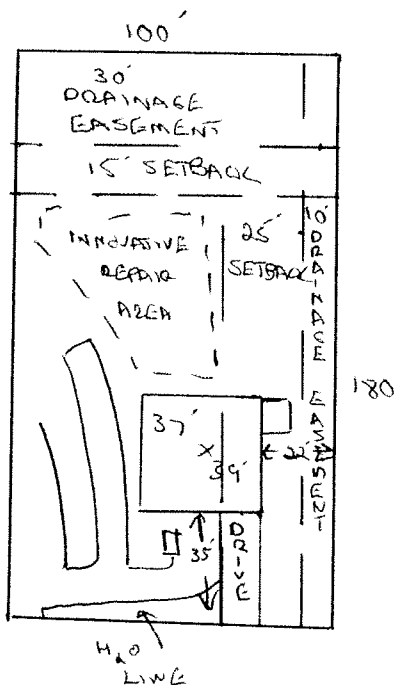 100'
30'
DRAINAGE
EASEMENT
15' SETBACK
INNOVATIVE
REPAIR
AREA
25'
SETBACK
10' DRAINAGE EASEMENT
180
37'
X
39'
22'
35'
DRIVE
H2O
LINE